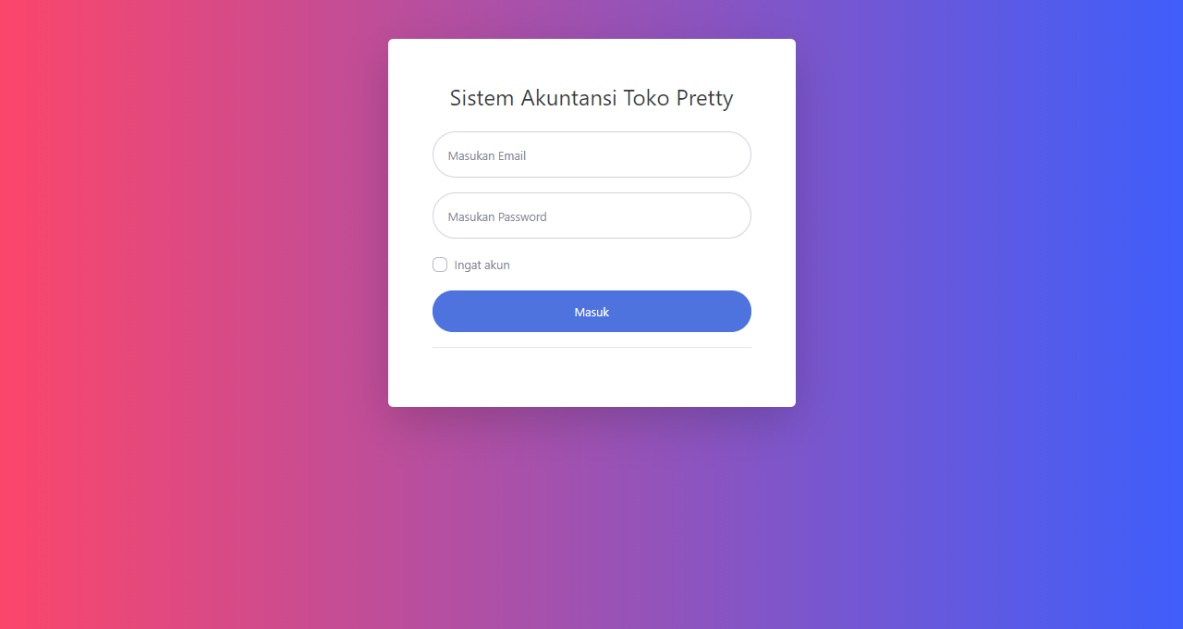 Sistem Akuntansi Toko Pretty
Masukan Email
Masukan Password
Ingat akun
Masuk